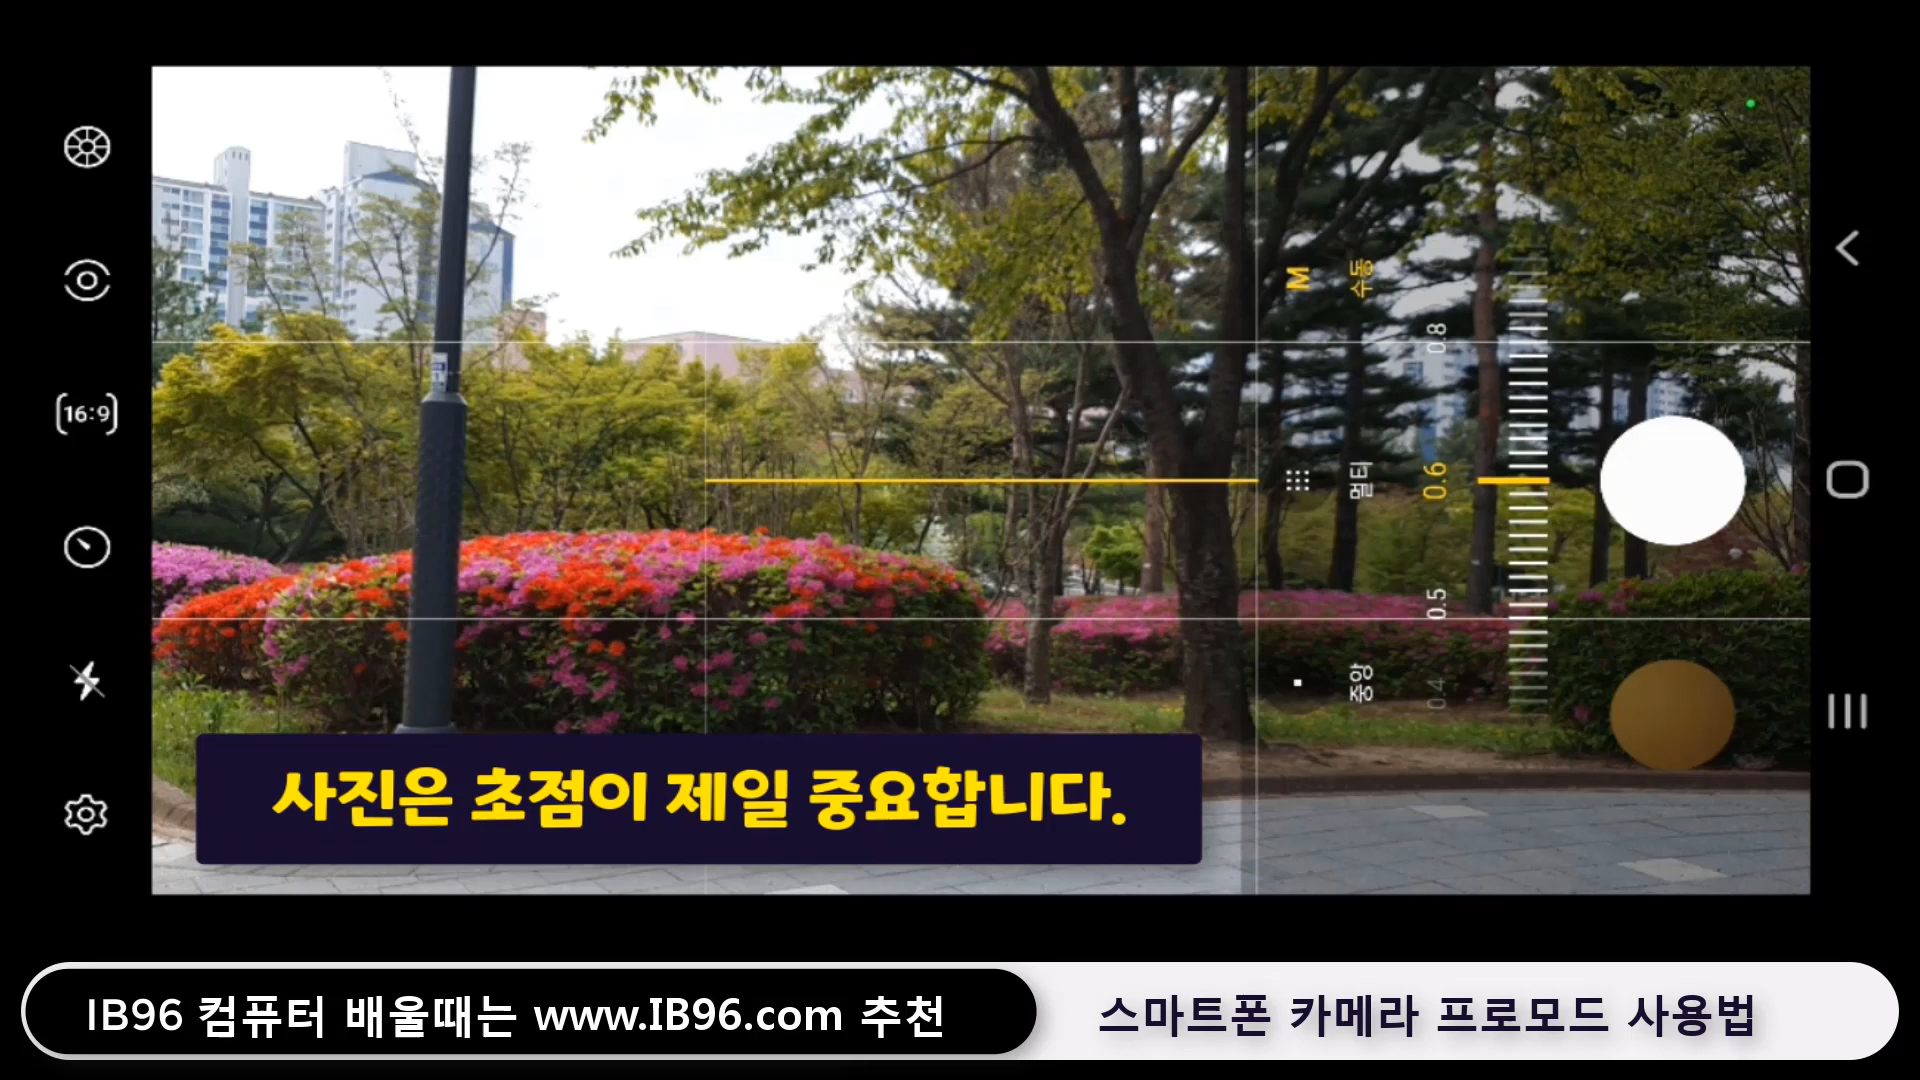 16:9
M
수동
0.8
멀티
0.6
0.5
중앙
0.4
사진은 초점이 제일 중요합니다.
IB96 컴퓨터 배울때는 www.IB96.com 추천
스마트폰 카메라 프로모드 사용법